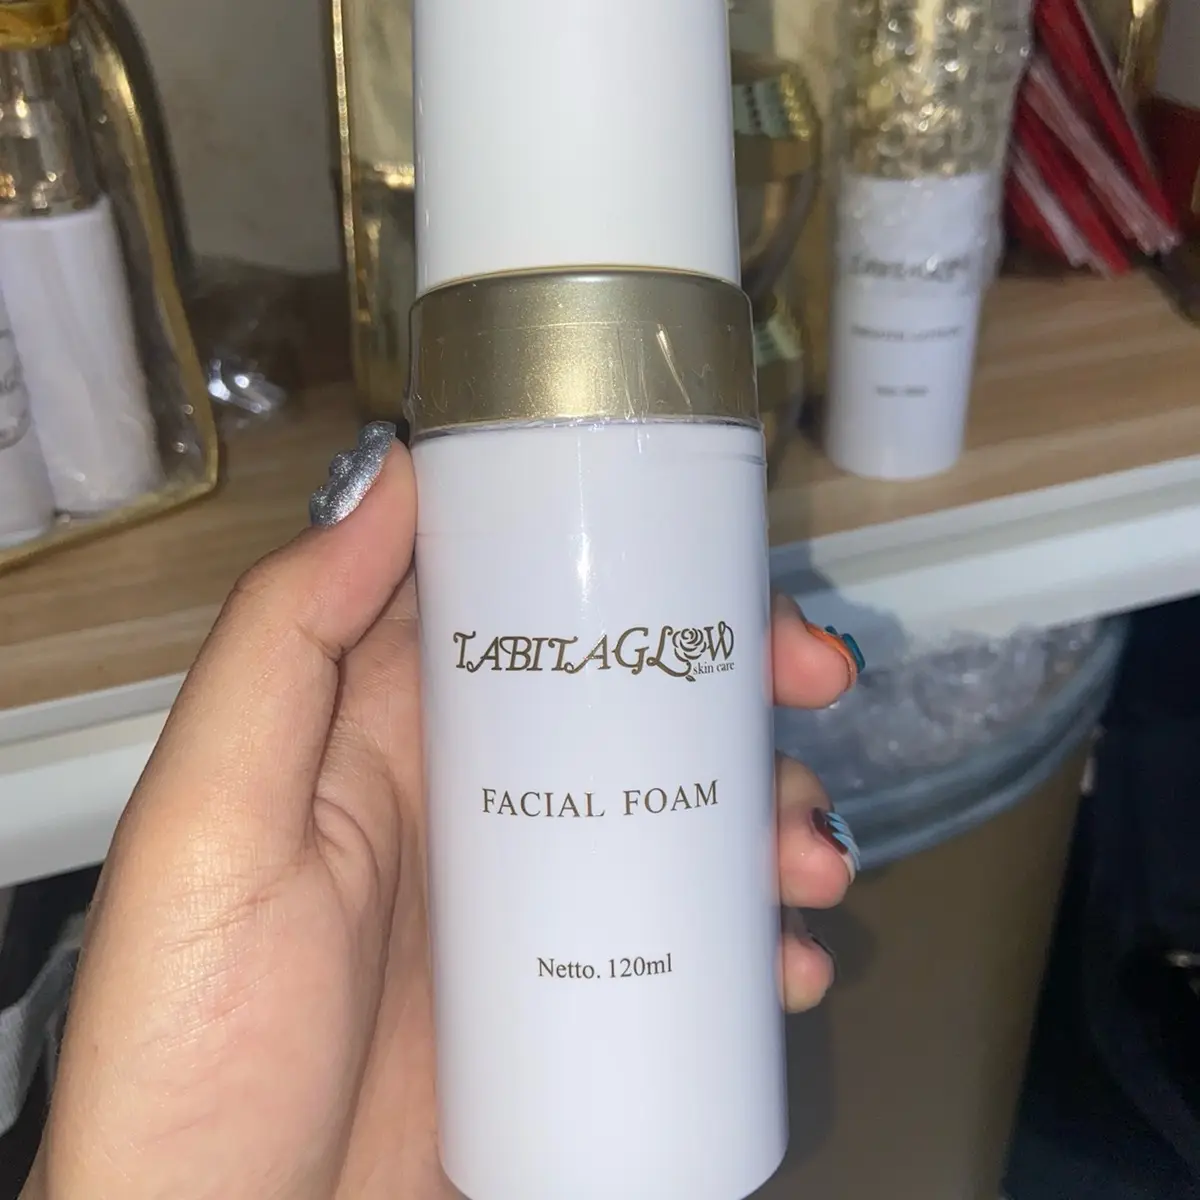 TABITAGLOW
skin care
FACIAL FOAM
Netto. 120ml